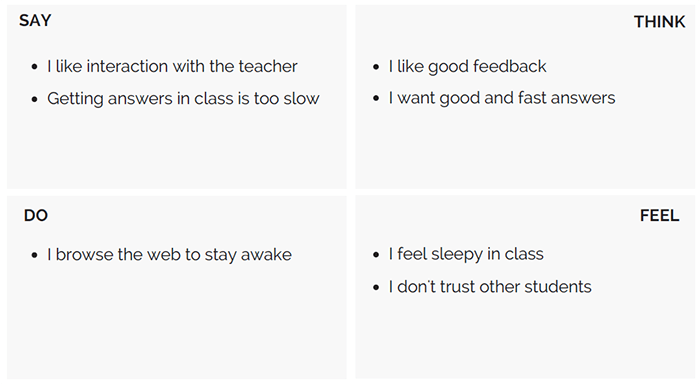 SAY
• I like interaction with the teacher
• Getting answers in class is too slow
THINK
• I like good feedback
• I want good and fast answers
DO
• I browse the web to stay awake
FEEL
• I feel sleepy in class
• I don't trust other students